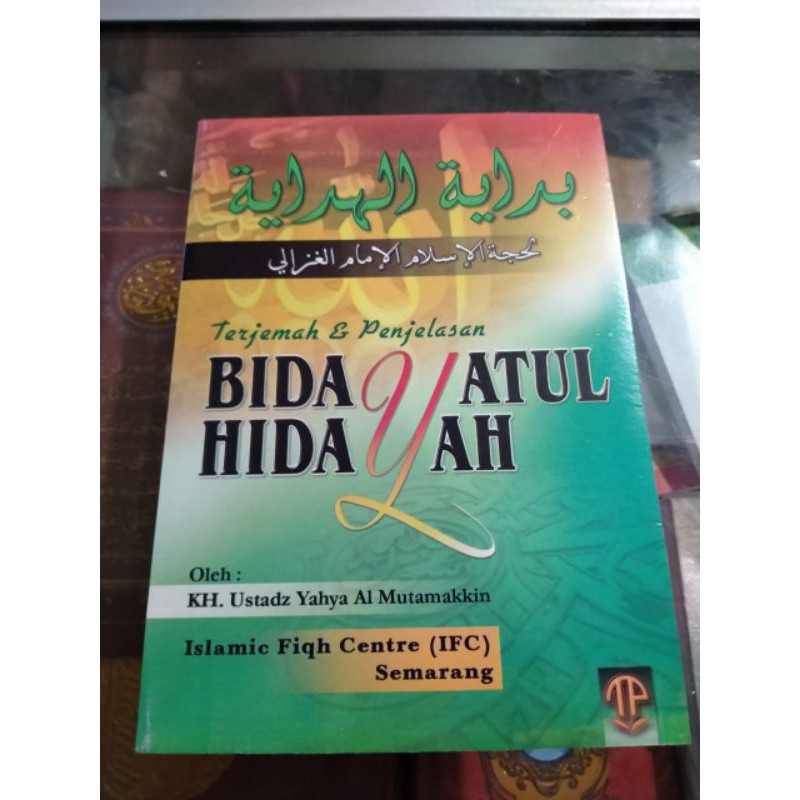 بداية الهداية
لحجة الإسلام الإمام الغزالي
Terjemah & Penjelasan
BIDAYATUL
HIDAYAH
Oleh :
KH. Ustadz Yahya Al Mutamakkin
Islamic Fiqh Centre (IFC)
Semarang